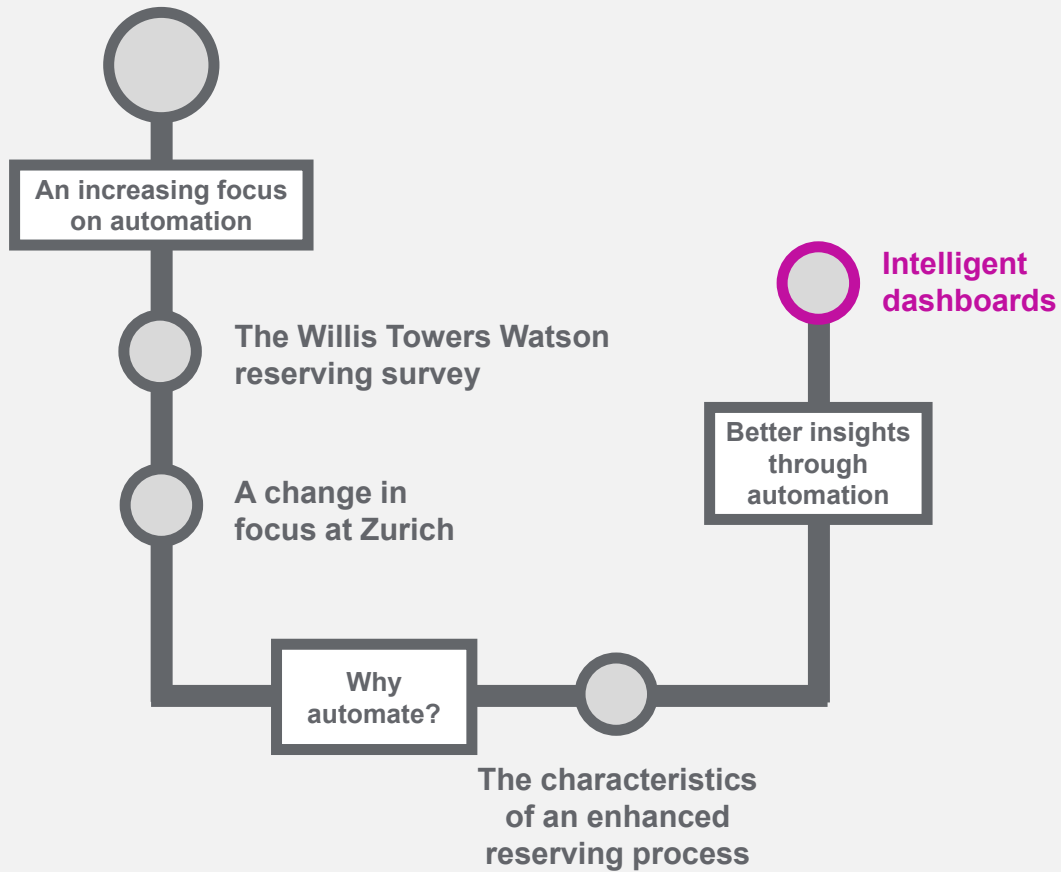 An increasing focus
on automation
The Willis Towers Watson
reserving survey
A change in
focus at Zurich
Why
automate?
The characteristics
of an enhanced
reserving process
Better insights
through
automation
Intelligent
dashboards